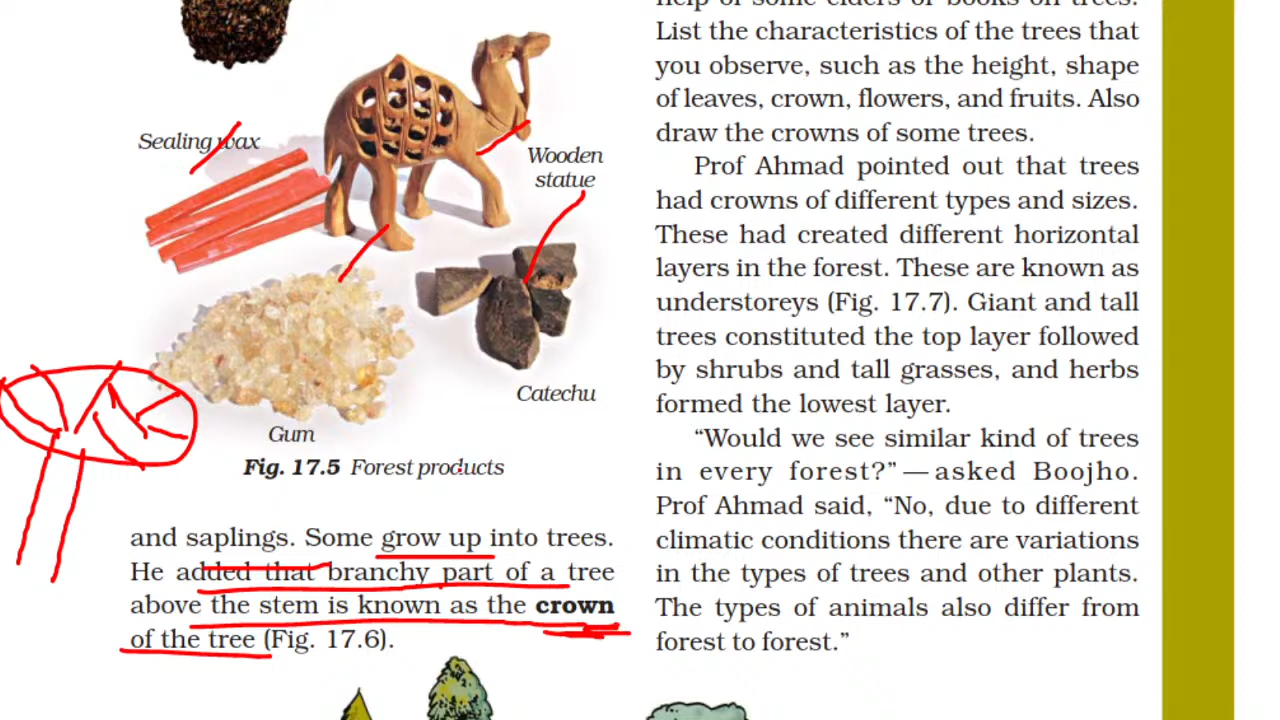 Sealing wax
Wooden
statue
Catechu
Gum
Fig. 17.5 Forest products
and saplings. Some grow up into trees.
He added that branchy part of a tree
above the stem is known as the crown
of the tree (Fig. 17.6).
help of some elders or books on trees.
List the characteristics of the trees that
you observe, such as the height, shape
of leaves, crown, flowers, and fruits. Also
draw the crowns of some trees.
Prof Ahmad pointed out that trees
had crowns of different types and sizes.
These had created different horizontal
layers in the forest. These are known as
understoreys (Fig. 17.7). Giant and tall
trees constituted the top layer followed
by shrubs and tall grasses, and herbs
formed the lowest layer.
“Would we see similar kind of trees
in every forest?” — asked Boojho.
Prof Ahmad said, “No, due to different
climatic conditions there are variations
in the types of trees and other plants.
The types of animals also differ from
forest to forest.”